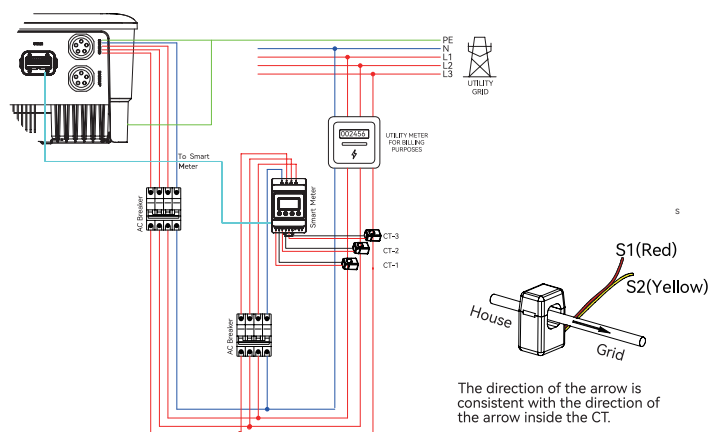 PE
N
L1
L2
L3
UTILITY
GRID
002456
UTILITY METER
FOR BILLING
PURPOSES
To Smart
Meter
AC Breaker
Smart Meter
CT-3
CT-2
CT-1
AC Breaker
S
S1(Red)
S2(Yellow)
House
Grid
The direction of the arrow is
consistent with the direction of
the arrow inside the CT.